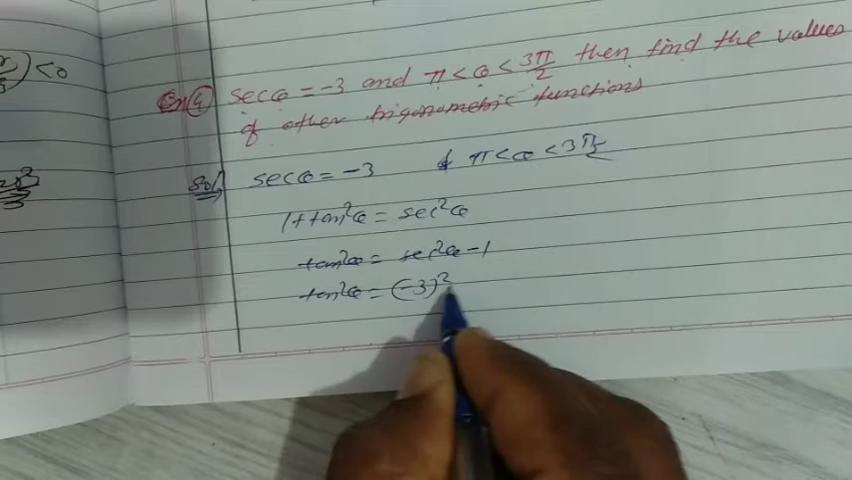 ) < 0
Ex ④ secθ = -3 and π < θ < 3π/2 then find the values
of other trigonometric functions
Sol. secθ = -3 & π < θ < 3π/2
1 + tan²θ = sec²θ
tan²θ = sec²θ - 1
tan²θ = (-3)²